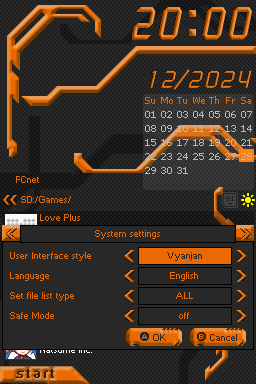 20:00
12/2024
Su Mo Tu We Th Fr Sa
01 02 03 04 05 06 07
08 09 10 11 12 13 14
15 16 17 18 19 20 21
22 23 24 25 26 27 28
29 30 31
FCnet
SD:/Games/
Love Plus
System settings
User Interface style Vyanjan
Language English
Set file list type ALL
Safe Mode off
A OK B Cancel
Natsume Inc.
start